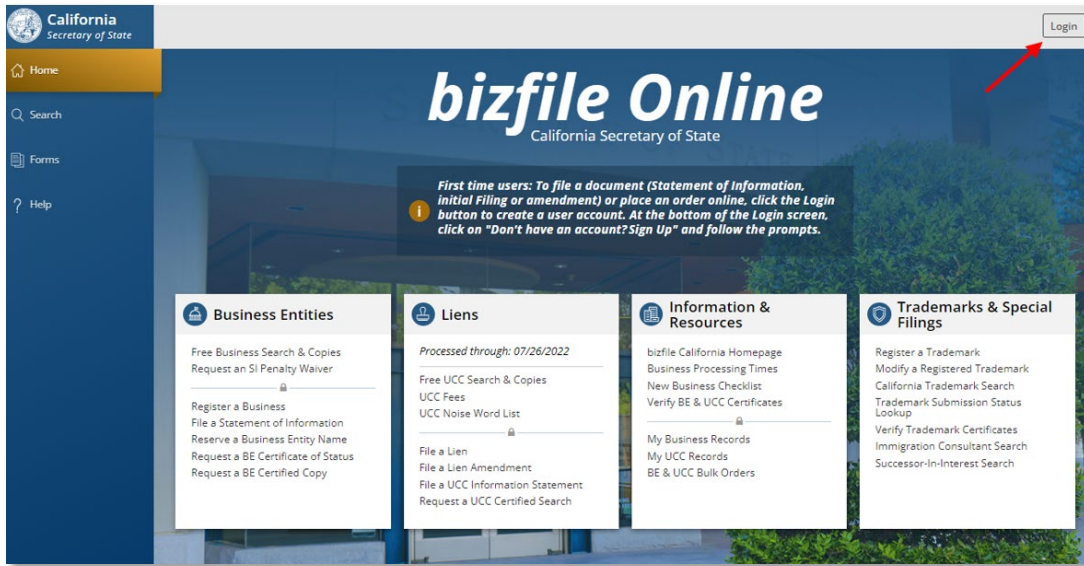 California
Secretary of State
Login
Home
Search
Forms
Help
bizfile Online
California Secretary of State
First time users: To file a document (Statement of Information,
initial Filing or amendment) or place an order online, click the Login
button to create a user account. At the bottom of the Login screen,
click on "Don't have an account? Sign Up" and follow the prompts.
Business Entities
Free Business Search & Copies
Request an SI Penalty Waiver
Register a Business
File a Statement of Information
Reserve a Business Entity Name
Request a BE Certificate of Status
Request a BE Certified Copy
Liens
Processed through: 07/26/2022
Free UCC Search & Copies
UCC Fees
UCC Noise Word List
File a Lien
File a Lien Amendment
File a UCC Information Statement
Request a UCC Certified Search
Information &
Resources
bizfile California Homepage
Business Processing Times
New Business Checklist
Verify BE & UCC Certificates
My Business Records
My UCC Records
BE & UCC Bulk Orders
Trademarks & Special
Filings
Register a Trademark
Modify a Registered Trademark
California Trademark Search
Trademark Submission Status
Lookup
Verify Trademark Certificates
Immigration Consultant Search
Successor-In-Interest Search